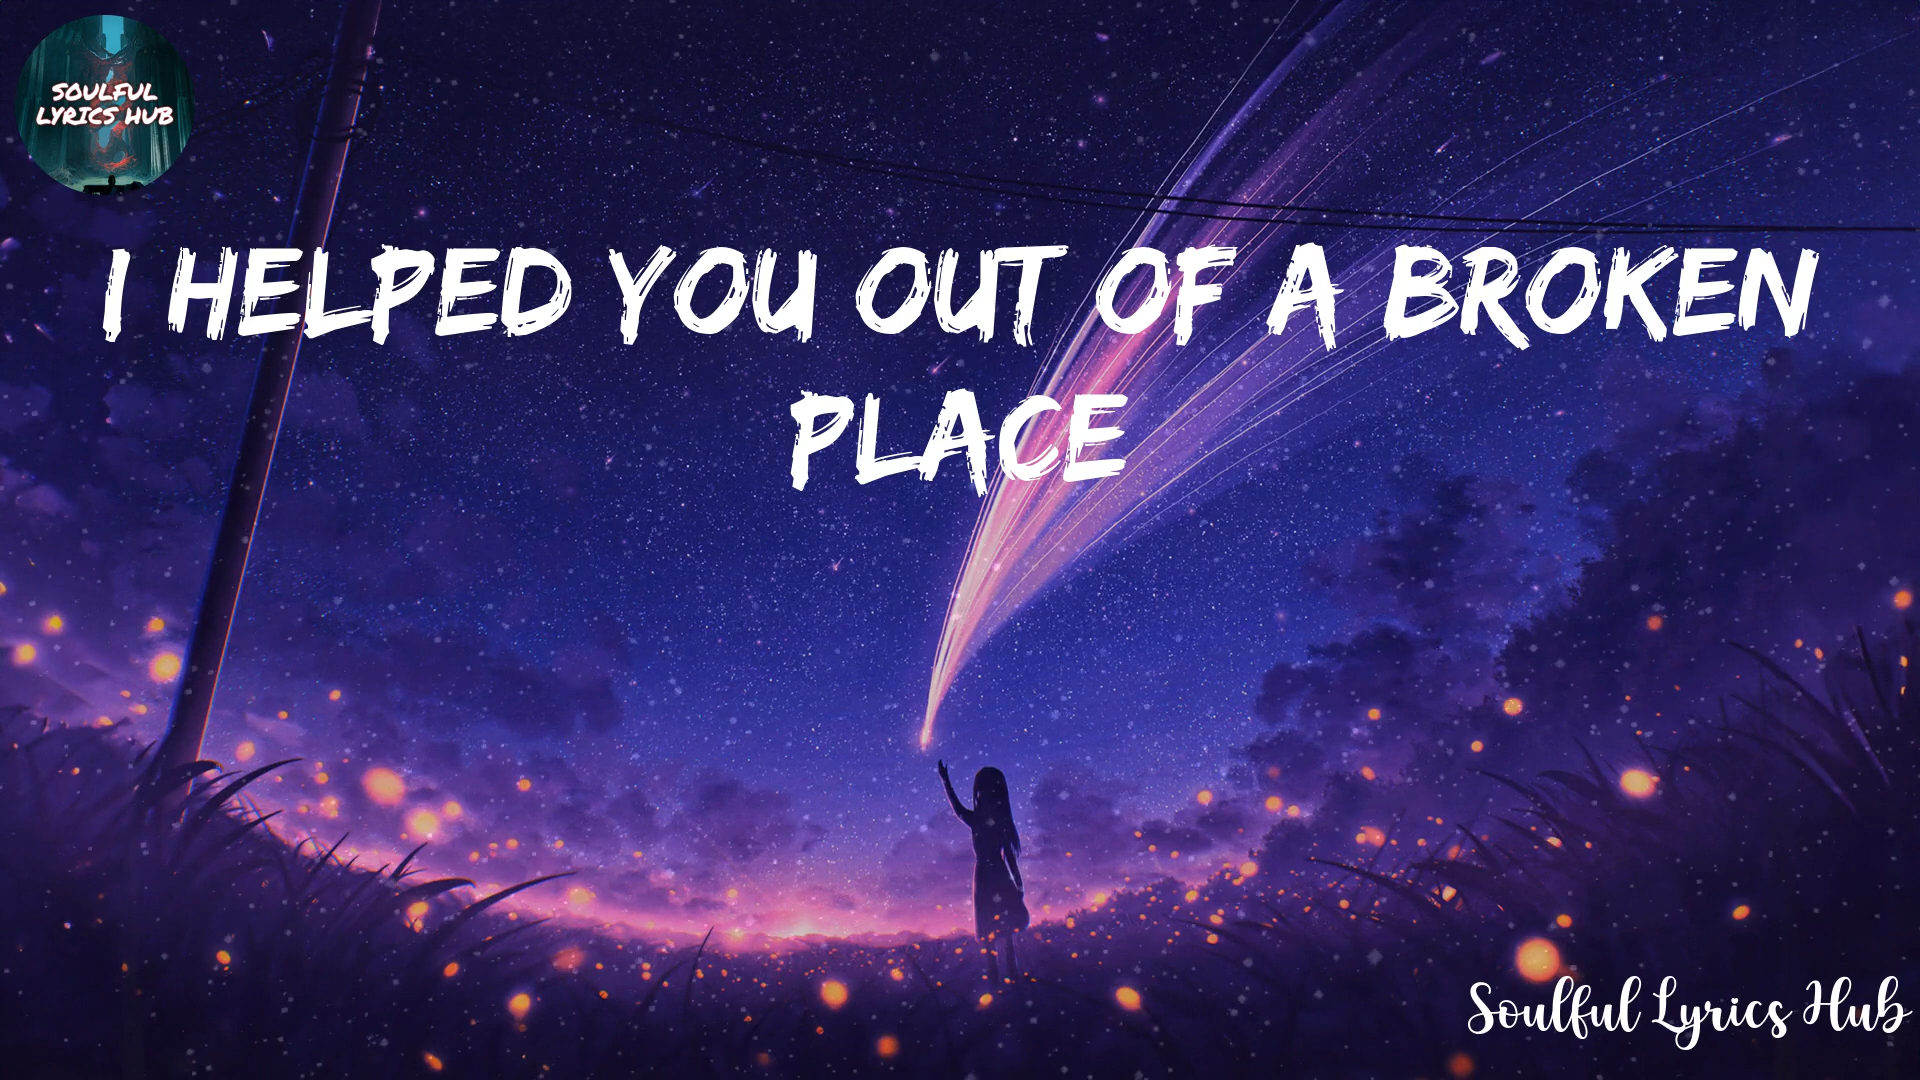 SOULFUL
LYRICS HUB
I HELPED YOU OUT OF A BROKEN
PLACE
Soulful Lyrics Hub